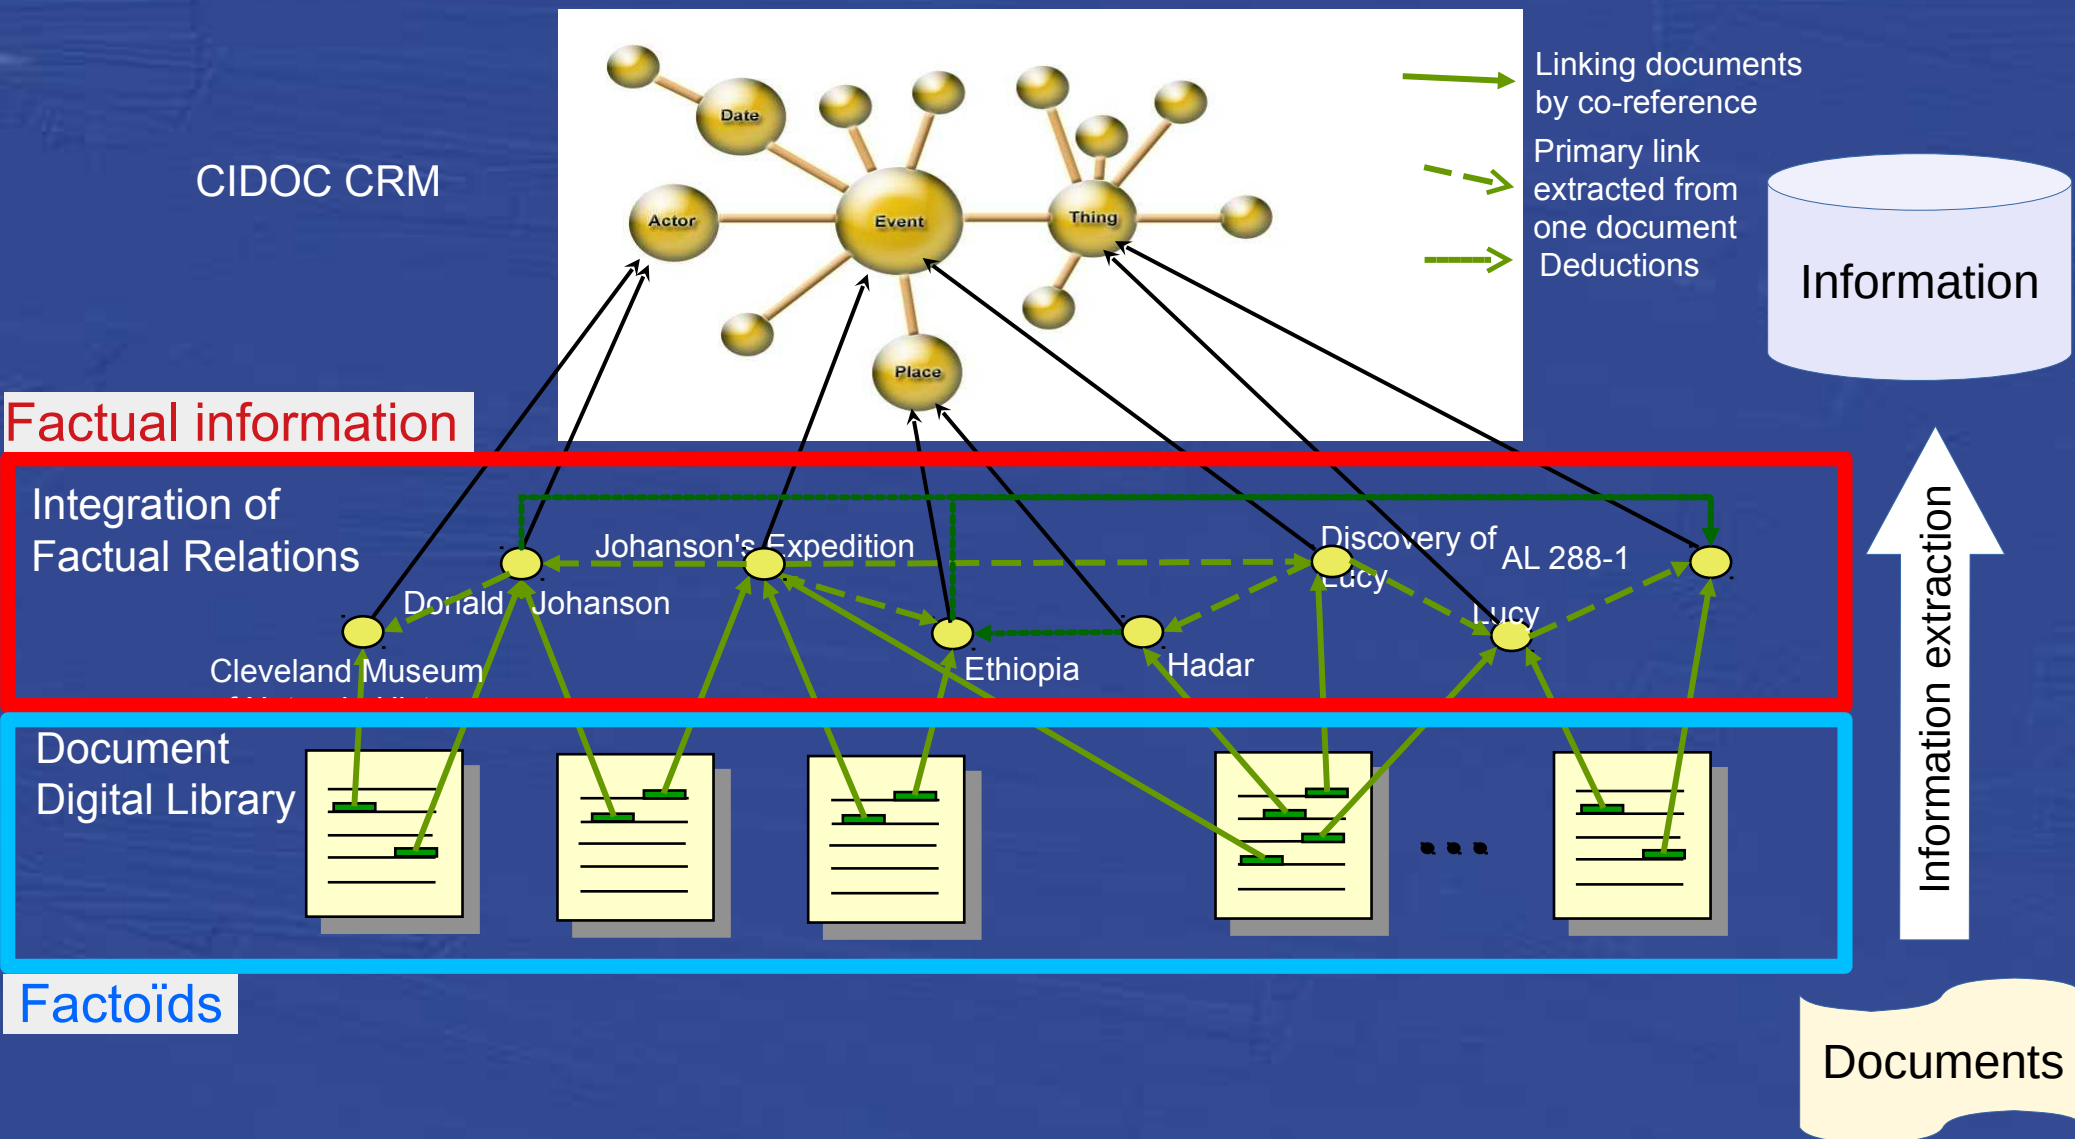 Linking documents
by co-reference
Primary link
extracted from
one document
Deductions
CIDOC CRM
Date
Actor
Event
Thing
Place
Information
Factual information
Integration of
Factual Relations
Johanson's Expedition
Discovery of
Lucy
AL 288-1
Donald Johanson
Lucy
Cleveland Museum
Ethiopia
Hadar
Information extraction
Document
Digital Library
Factoïds
Documents